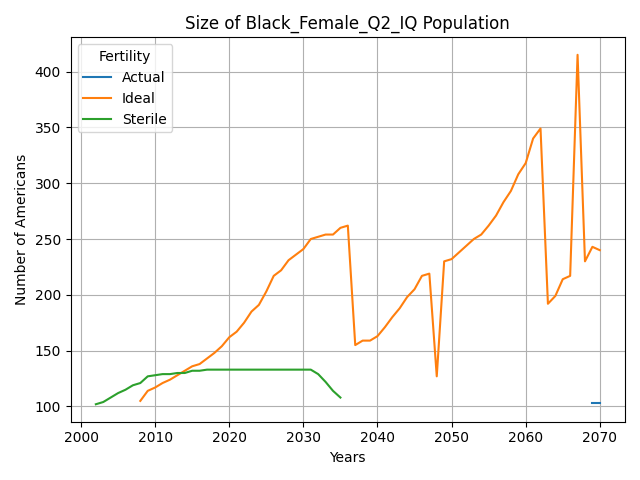 Size of Black_Female_Q2_IQ Population
Fertility
Actual
Ideal
Sterile
Number of Americans
400
350
300
250
200
150
100
2000 2010 2020 2030 2040 2050 2060 2070
Years